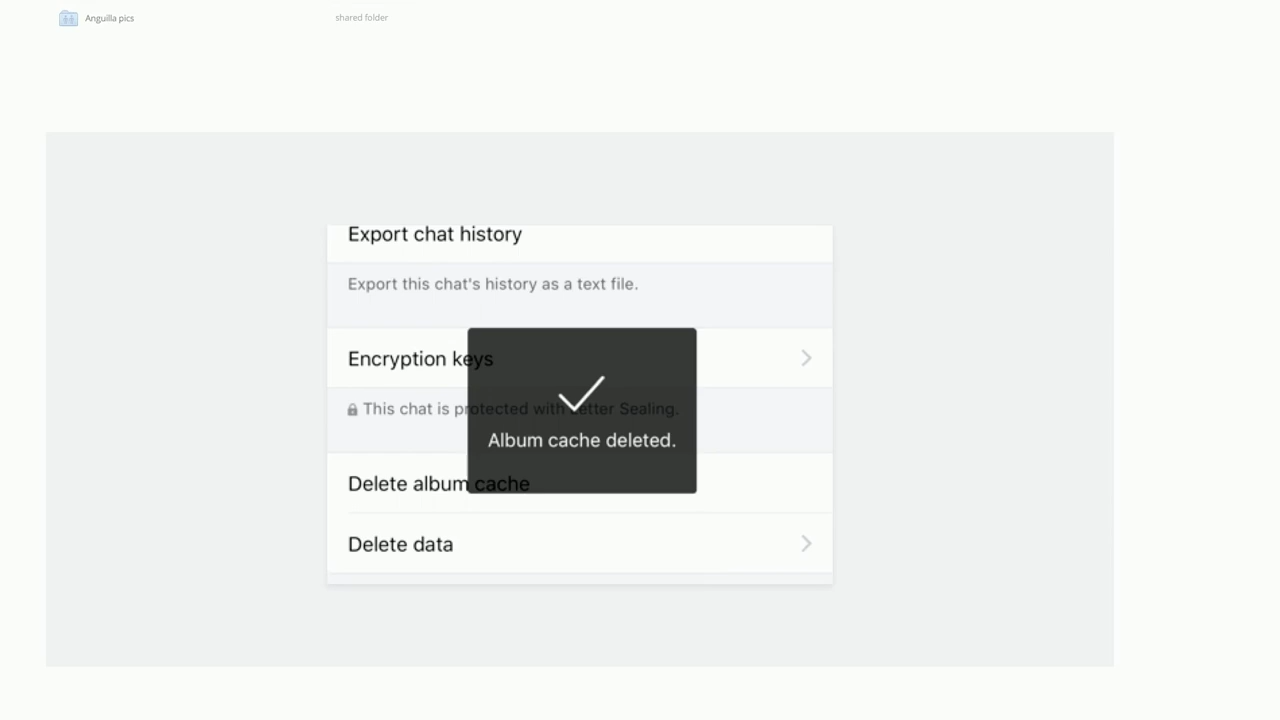 Anguilla pics
shared folder
Export chat history
Export this chat's history as a text file.
Encryption keys
This chat is protected with Letter Sealing.
Album cache deleted.
Delete album cache
Delete data